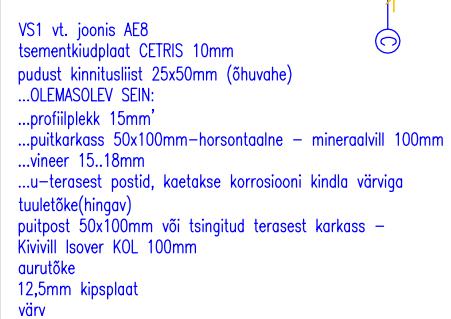 VS1 vt. joonis AE8
tsementkiudplaat CETRIS 10mm
pudust kinnitusliist 25x50mm (õhuvahe)
...OLEMASOLEV SEIN:
...profiilplekk 15mm'
...puitkarkass 50x100mm-horsontaalne - mineraalvill 100mm
...vineer 15..18mm
...u-terasest postid, kaetakse korrosiooni kindla värviga
tuuletõke(hingav)
puitpost 50x100mm või tsingitud terasest karkass -
Kivivill Isover KOL 100mm
aurutõke
12,5mm kipsplaat
värv